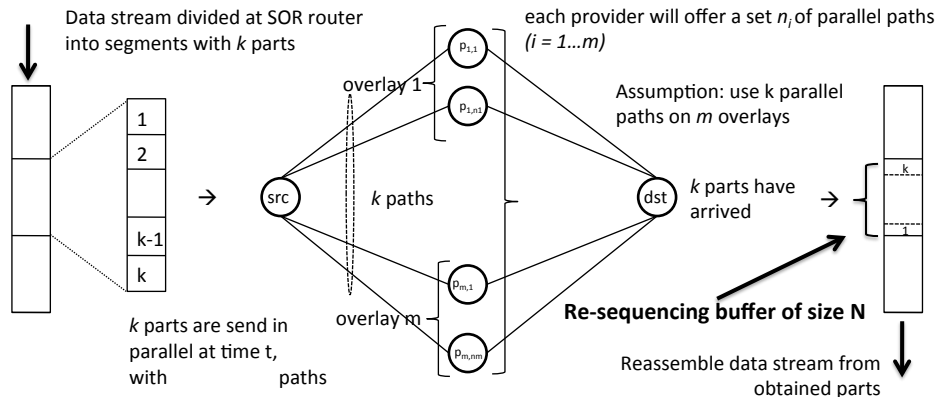 Data stream divided at SOR router
into segments with k parts
each provider will offer a set nᵢ of parallel paths
(i = 1...m)
p1,1
overlay 1
p1,n1
Assumption: use k parallel
paths on m overlays
1
2
k-1
k
→
src
k paths
dst
k parts have
arrived
→
k
1
pm,1
overlay m
pm,nm
Re-sequencing buffer of size N
k parts are send in
parallel at time t,
with paths
Reassemble data stream from
obtained parts